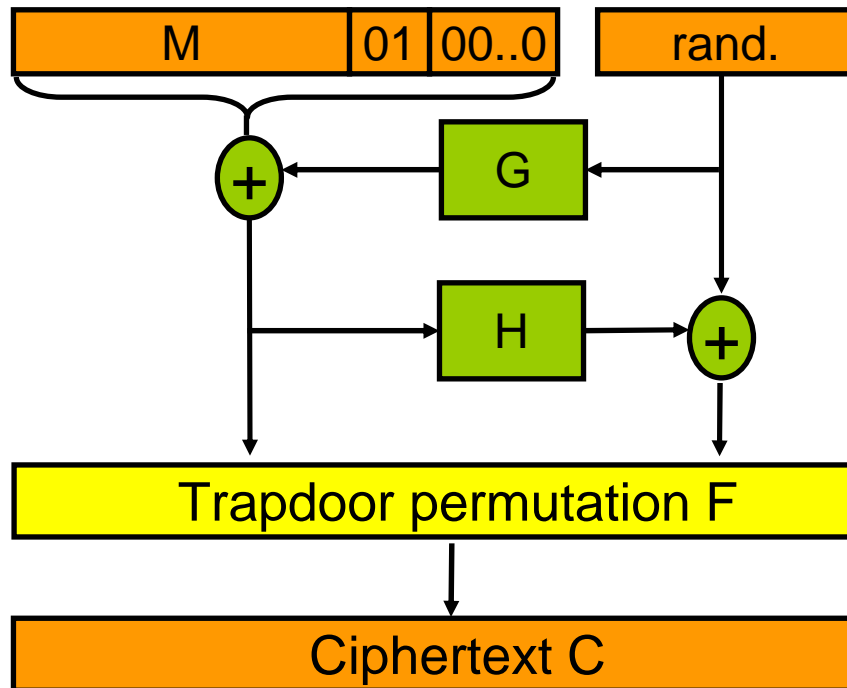 M 01 00..0 rand.
+ G
H +
Trapdoor permutation F
Ciphertext C